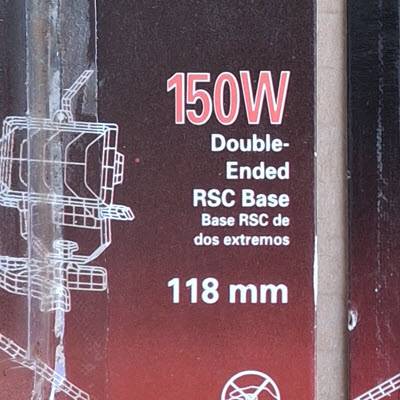 150W
Double-
Ended
RSC Base
Base RSC de
dos extremos
118 mm